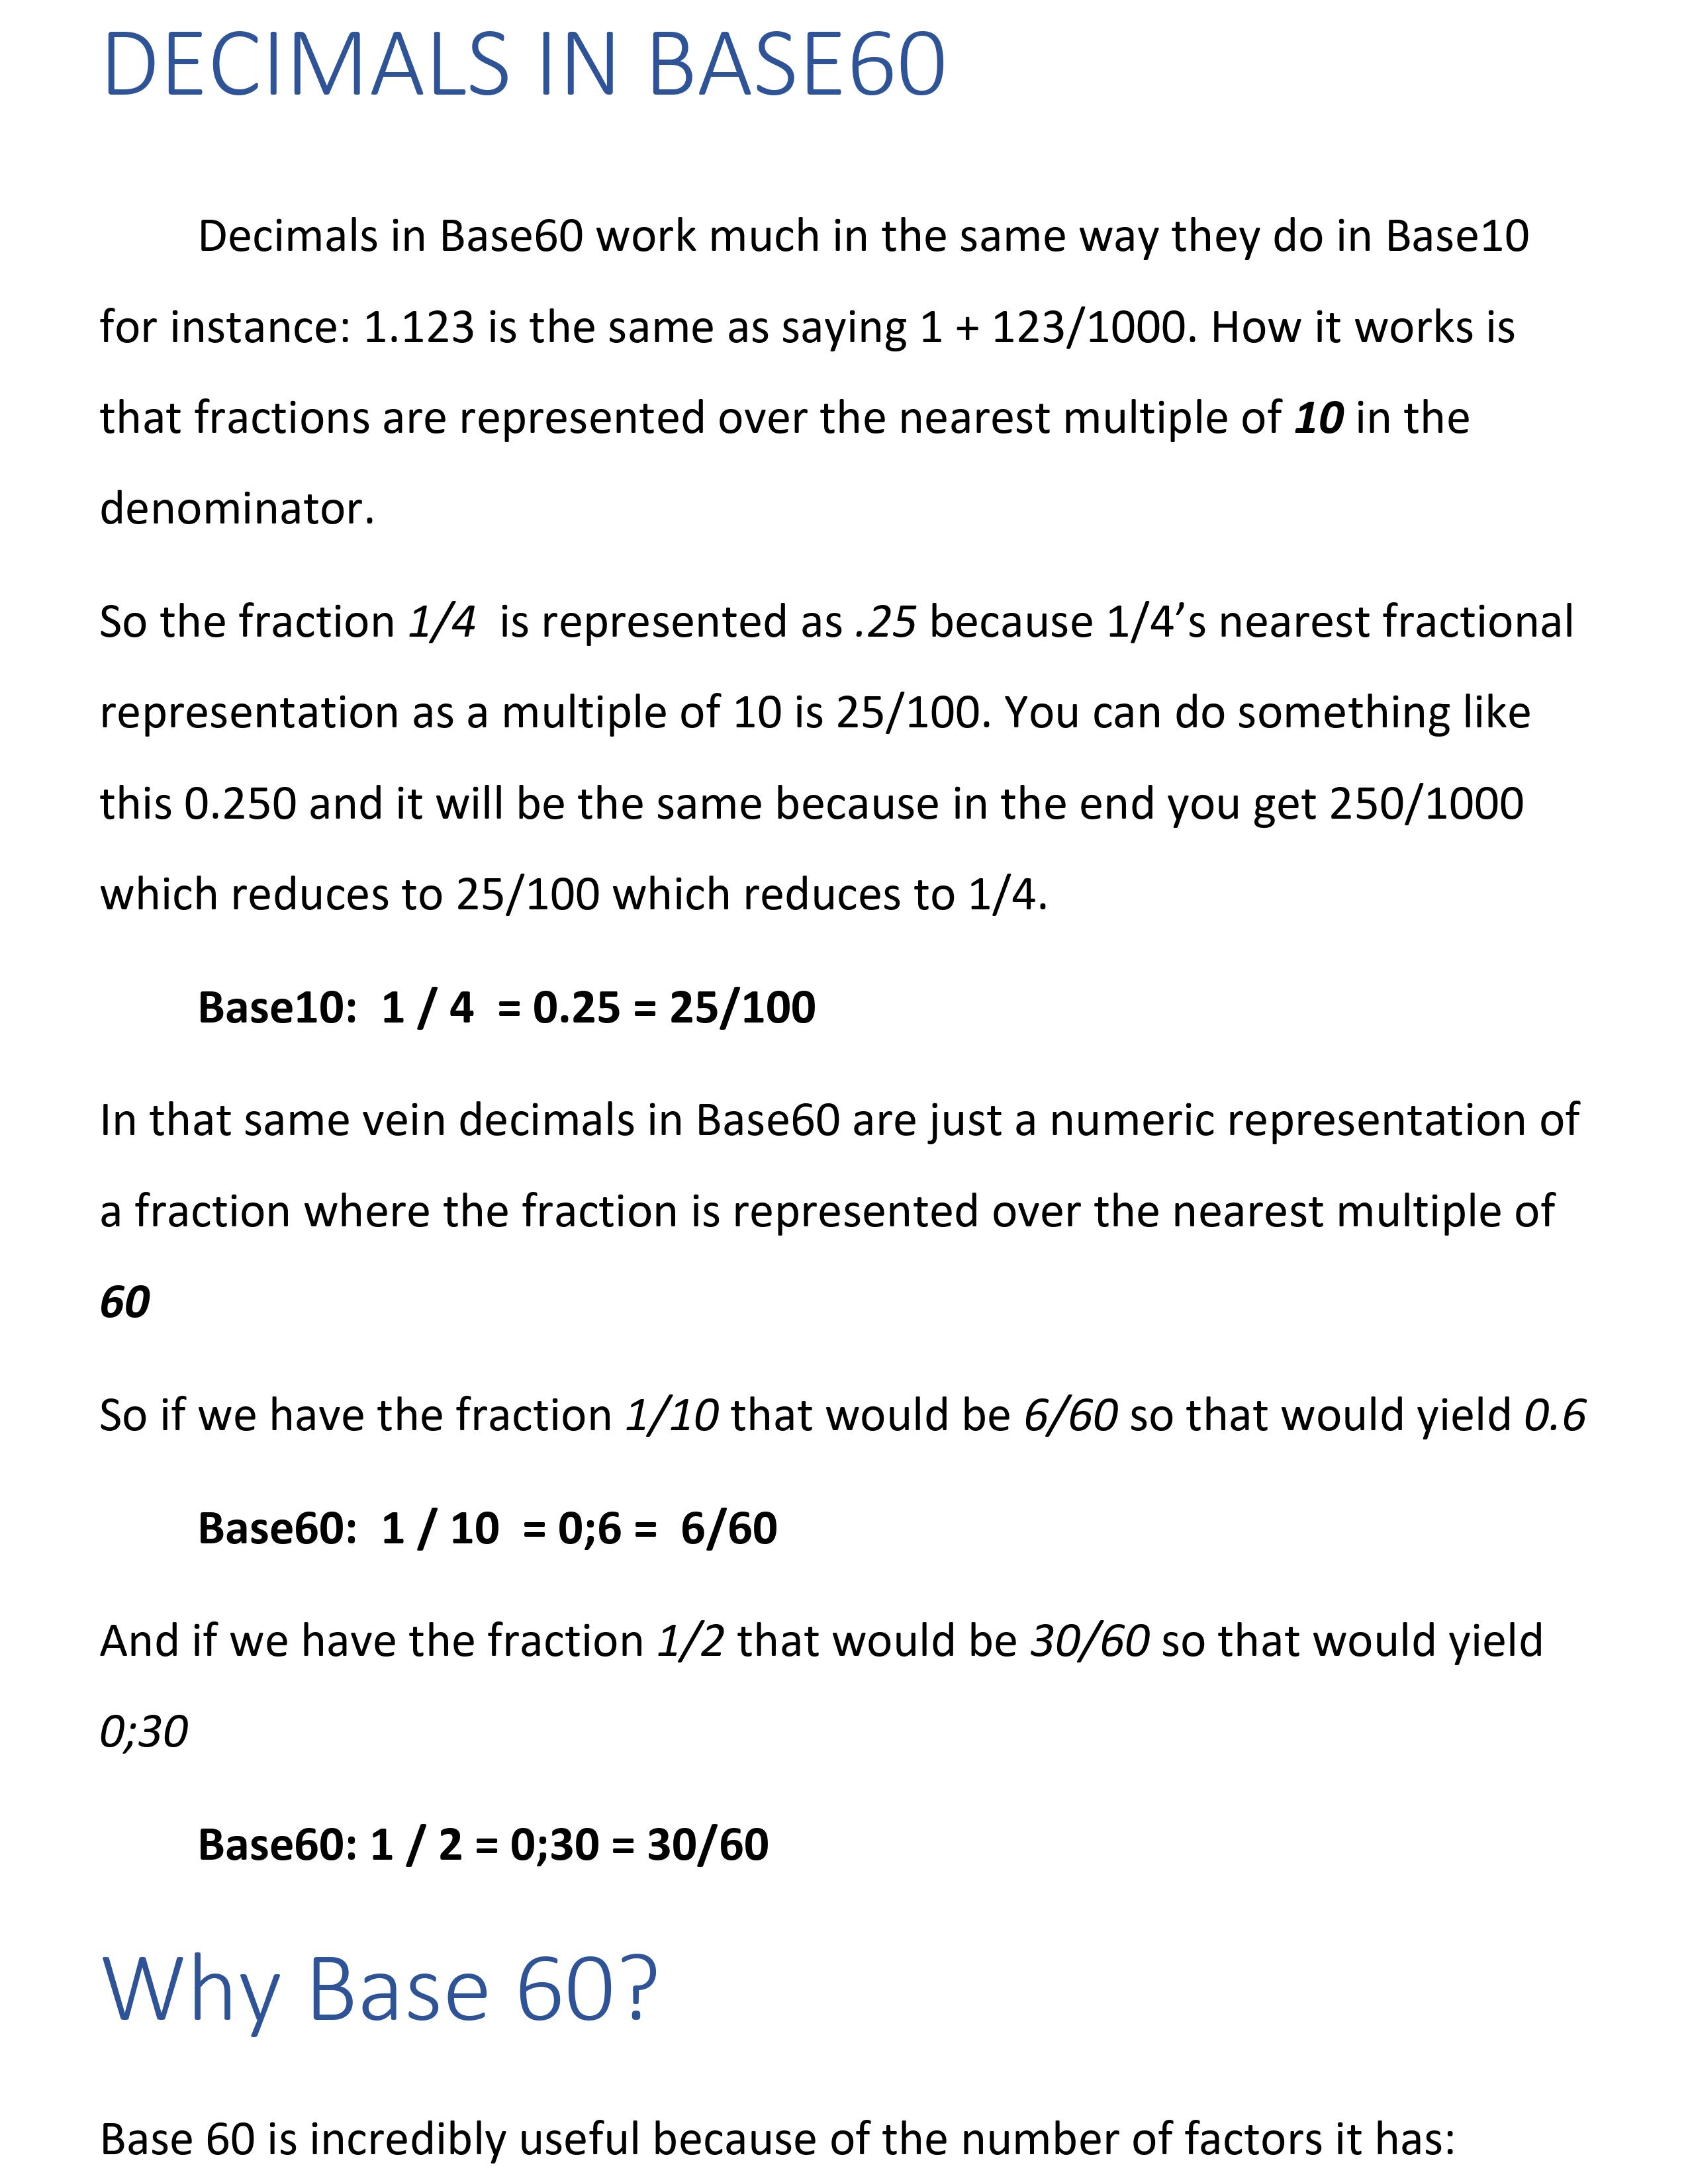 DECIMALS IN BASE60
Decimals in Base60 work much in the same way they do in Base10
for instance: 1.123 is the same as saying 1 + 123/1000. How it works is
that fractions are represented over the nearest multiple of 10 in the
denominator.
So the fraction 1/4  is represented as .25 because 1/4’s nearest fractional
representation as a multiple of 10 is 25/100. You can do something like
this 0.250 and it will be the same because in the end you get 250/1000
which reduces to 25/100 which reduces to 1/4.
Base10:  1 / 4  = 0.25 = 25/100
In that same vein decimals in Base60 are just a numeric representation of
a fraction where the fraction is represented over the nearest multiple of
60
So if we have the fraction 1/10 that would be 6/60 so that would yield 0.6
Base60:  1 / 10  = 0;6 =  6/60
And if we have the fraction 1/2 that would be 30/60 so that would yield
0;30
Base60: 1 / 2 = 0;30 = 30/60
Why Base 60?
Base 60 is incredibly useful because of the number of factors it has: